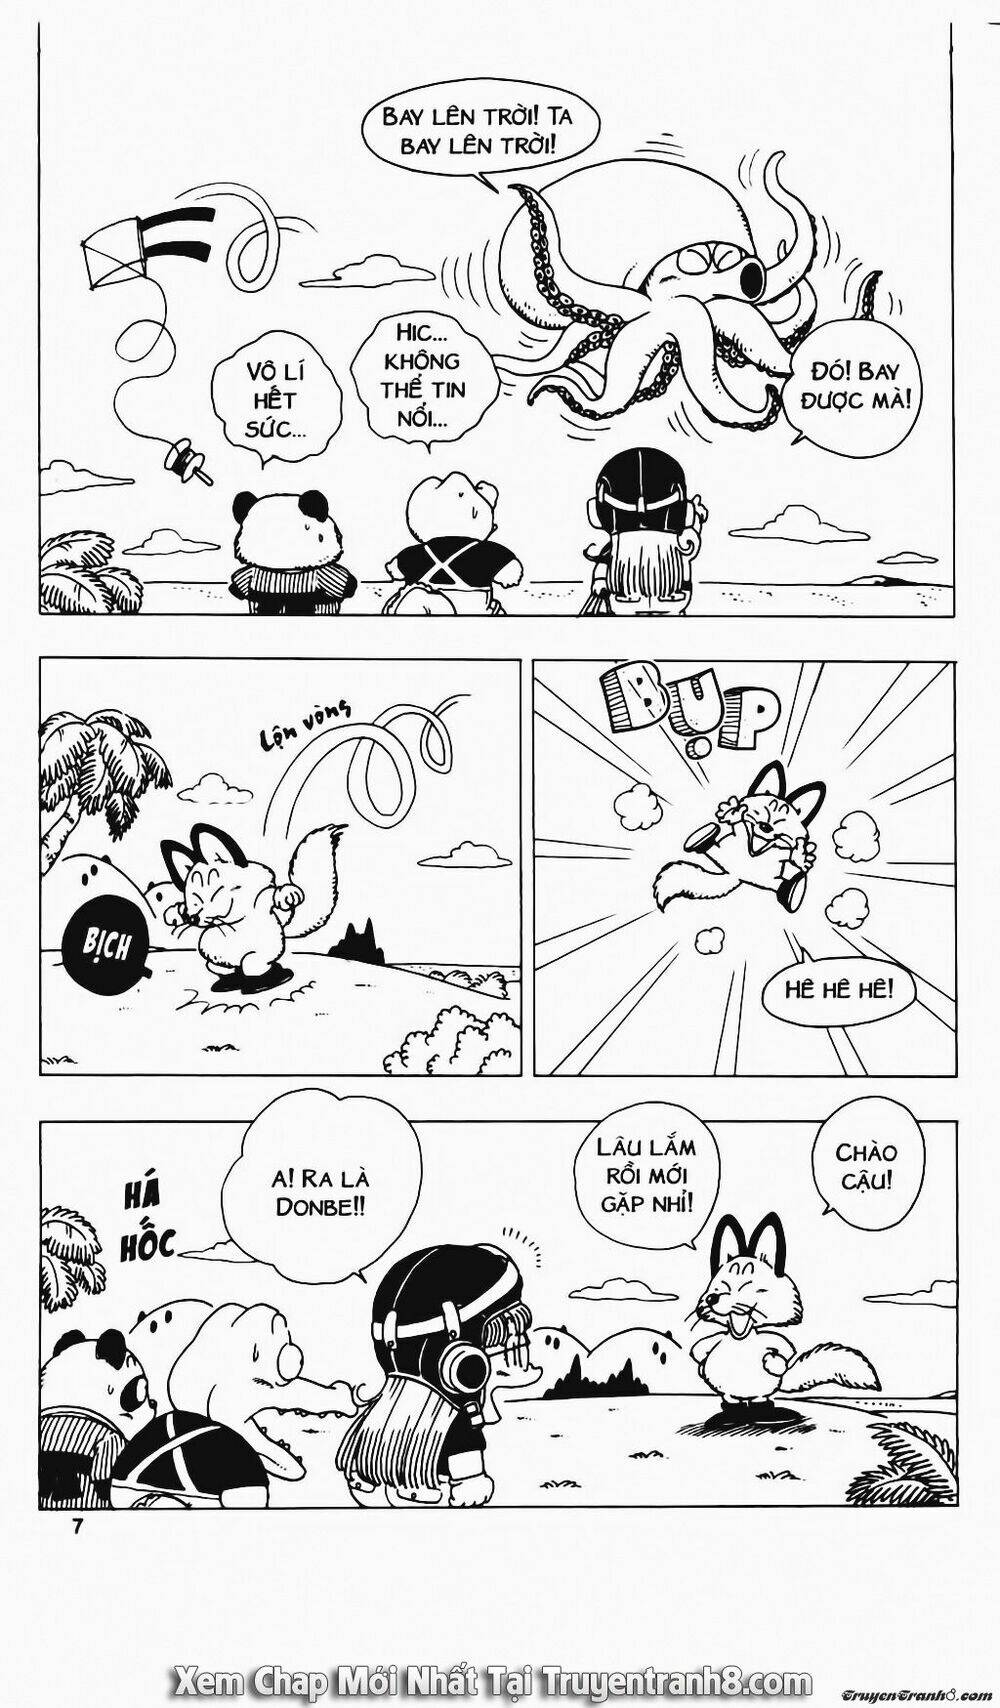 BAY LÊN TRỜI! TA
BAY LÊN TRỜI!
VÔ LÍ
HẾT
SỨC...
HIC...
KHÔNG
THỂ TIN
NỔI...
ĐÓ! BAY
ĐƯỢC MÀ!
Lộn vòng
BỊCH
BỤP
HÊ HÊ HÊ!
HÁ
HỐC
A! RA LÀ
DONBE!!
LÂU LẮM
RỒI MỚI
GẶP NHỈ!
CHÀO
CẬU!
7
Xem Chap Mới Nhất Tại Truyentranh8.com
TruyenTranh8.com